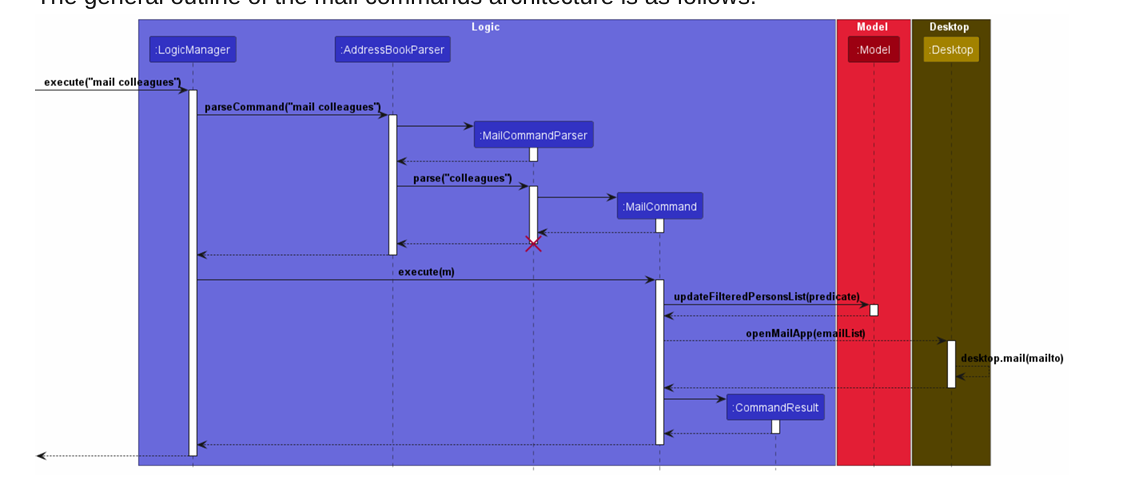 The general outline of the mail commands architecture is as follows:
Logic
Model
Desktop
:LogicManager
:AddressBookParser
:Model
:Desktop
execute("mail colleagues")
parseCommand("mail colleagues")
:MailCommandParser
parse("colleagues")
:MailCommand
execute(m)
updateFilteredPersonsList(predicate)
openMailApp(emailList)
desktop.mail(mailto)
:CommandResult